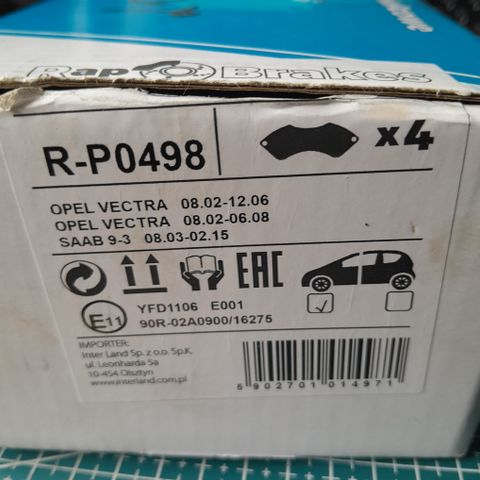 Rapro Brakes
R-P0498
x4
OPEL VECTRA 08.02-12.06
OPEL VECTRA 08.02-06.08
SAAB 9-3 08.03-02.15
EAC
E11
YFD1106 E001
90R-02A0900/16275
IMPORTER:
Inter Land Sp. z o.o. Sp.K.
ul. Leonharda 5a
10-454 Olsztyn
www.interland.com.pl
5 902701 014971